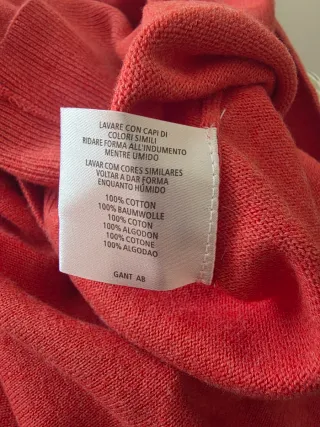 LAVARE CON CAPI DI
COLORI SIMILI
RIDARE FORMA ALL'INDUMENTO
MENTRE UMIDO
LAVAR COM CORES SIMILARES
VOLTAR A DAR FORMA
ENQUANTO HÚMIDO
100% COTTON
100% BAUMWOLLE
100% COTON
100% ALGODON
100% COTONE
100% ALGODAO
GANT AB